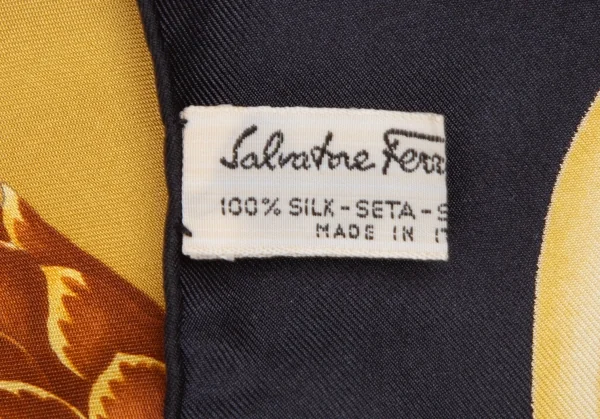 Salvatore Ferr
100% SILK-SETA-S
MADE IN IT